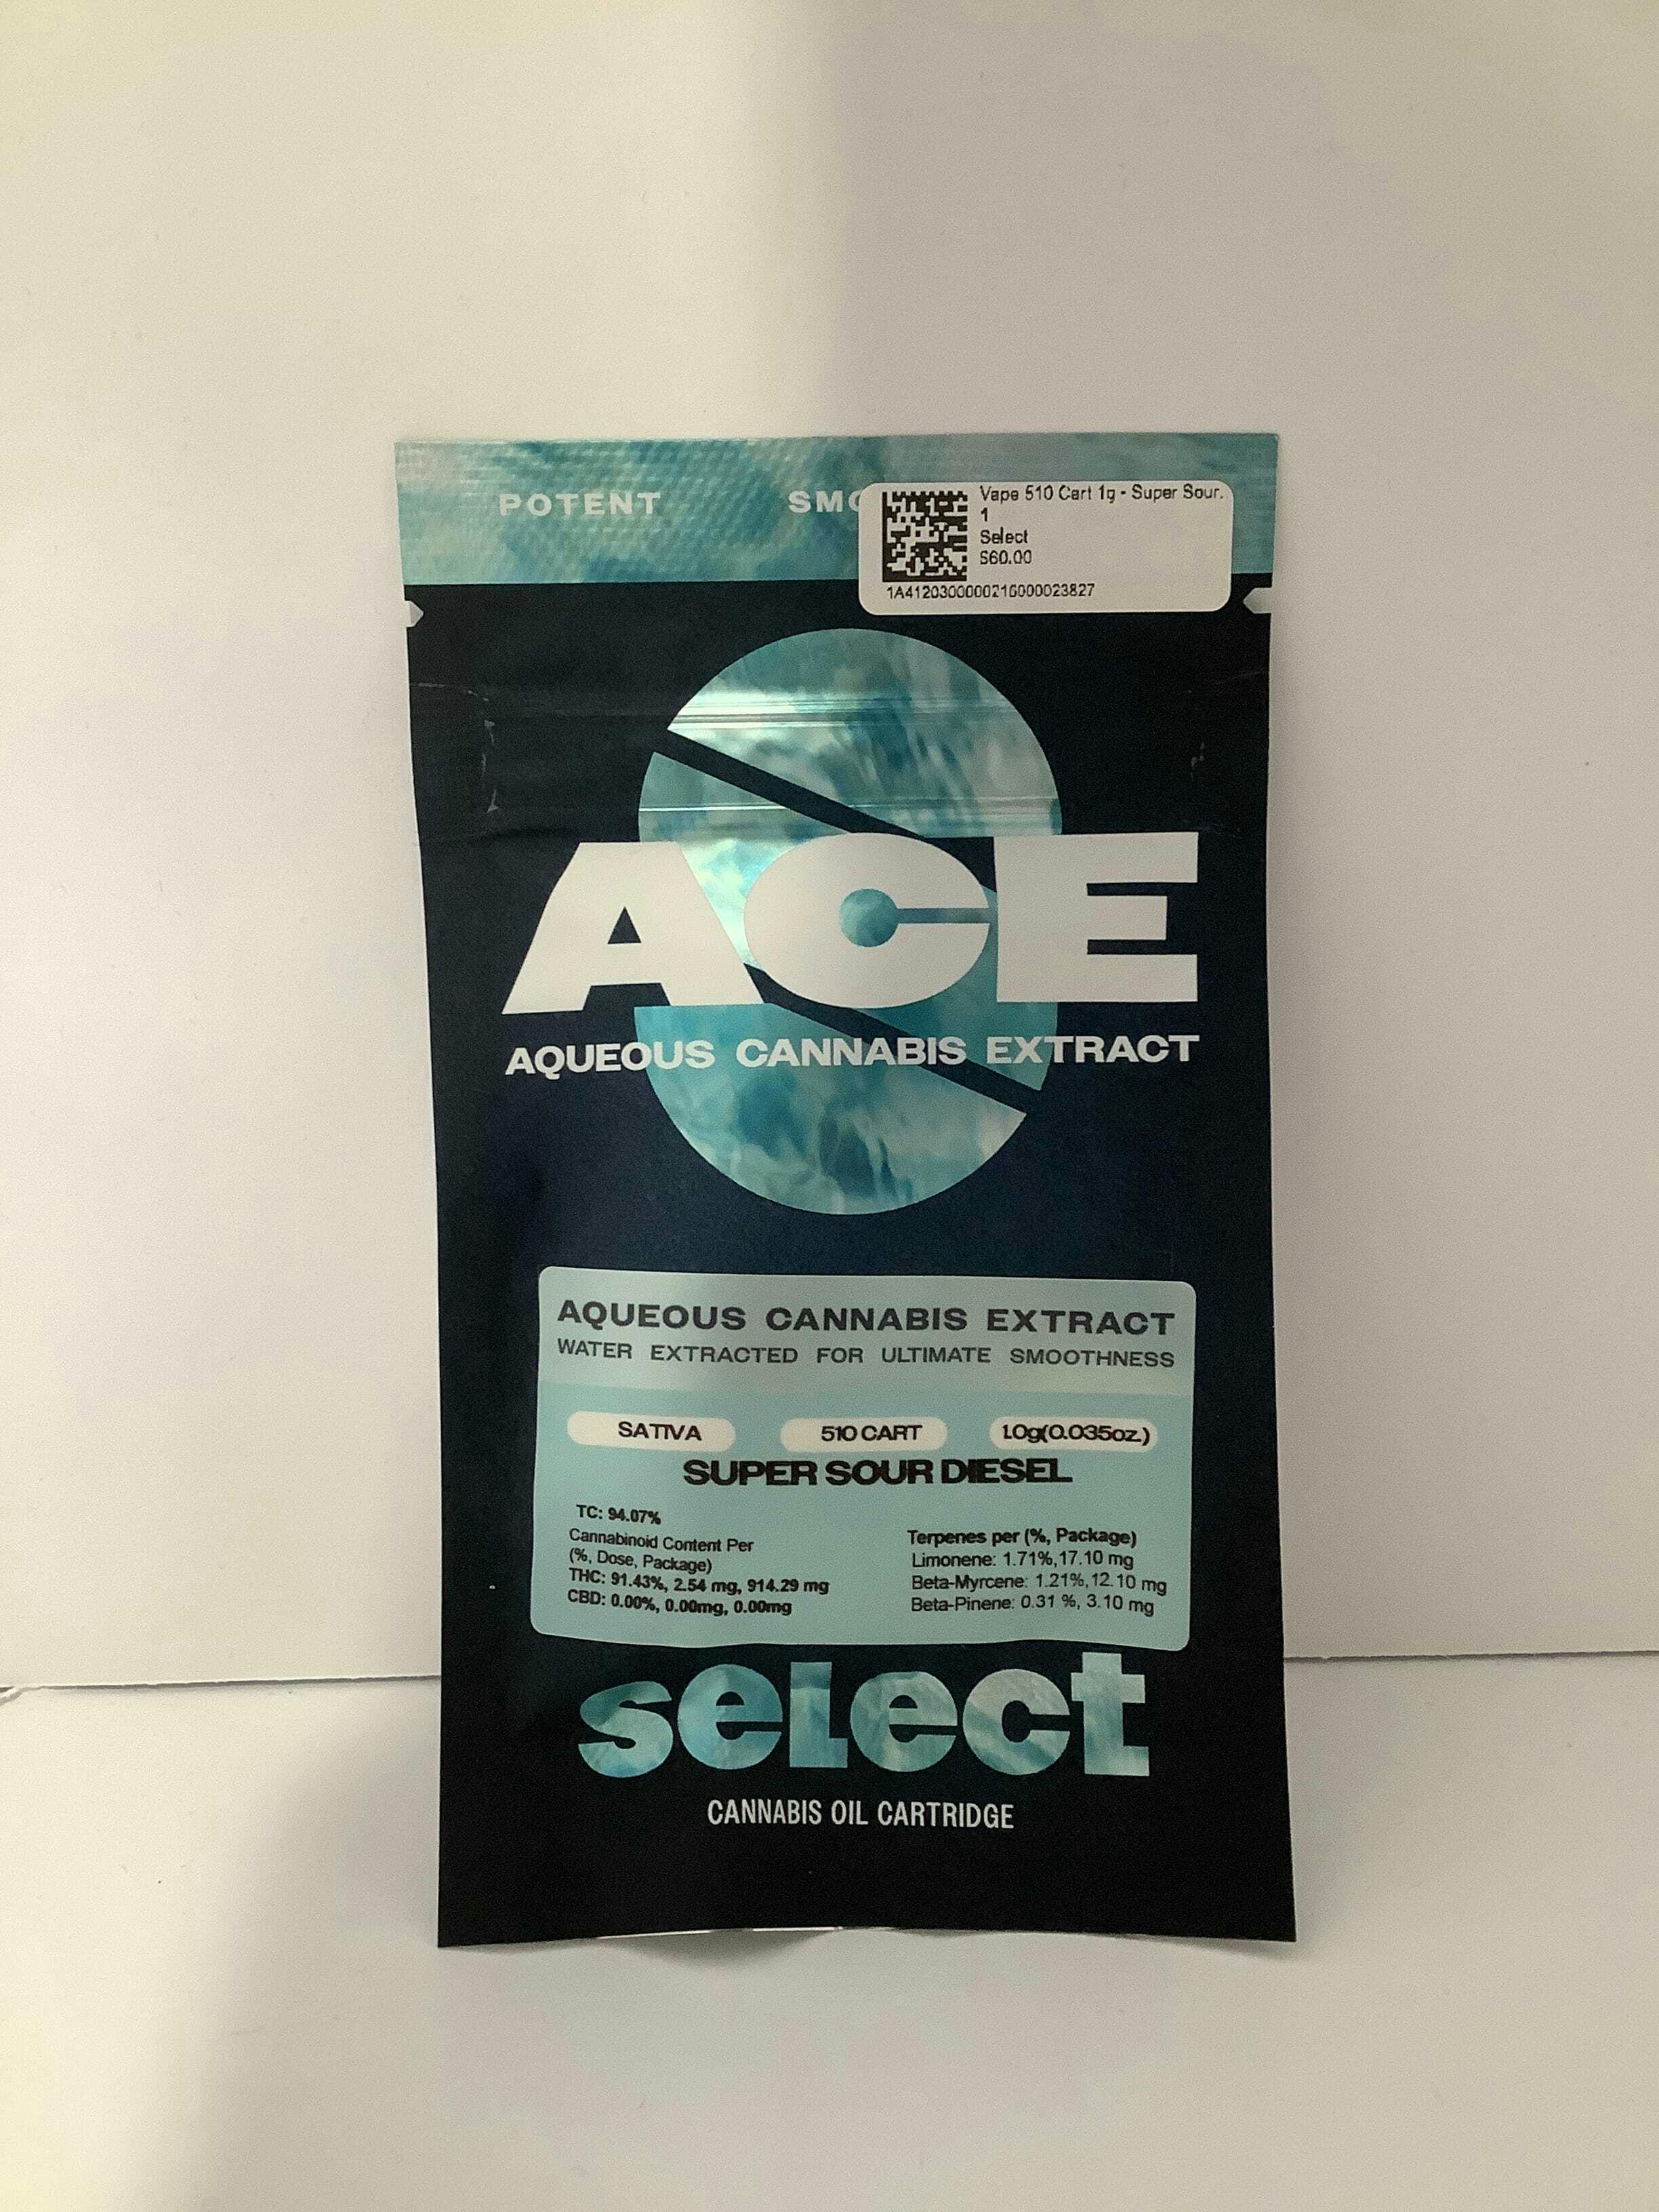 POTENT SMO
Vape 510 Cart 1g - Super Sour.
1
Select
$60.00
1A4120300000210000023827
ACE
AQUEOUS CANNABIS EXTRACT
AQUEOUS CANNABIS EXTRACT
WATER EXTRACTED FOR ULTIMATE SMOOTHNESS
SATIVA 510 CART 1.0g(0.035oz.)
SUPER SOUR DIESEL
TC: 94.07%
Cannabinoid Content Per
(%, Dose, Package)
THC: 91.43%, 2.54 mg, 914.29 mg
CBD: 0.00%, 0.00mg, 0.00mg
Terpenes per (%, Package)
Limonene: 1.71%,17.10 mg
Beta-Myrcene: 1.21%,12.10 mg
Beta-Pinene: 0.31 %, 3.10 mg
select
CANNABIS OIL CARTRIDGE